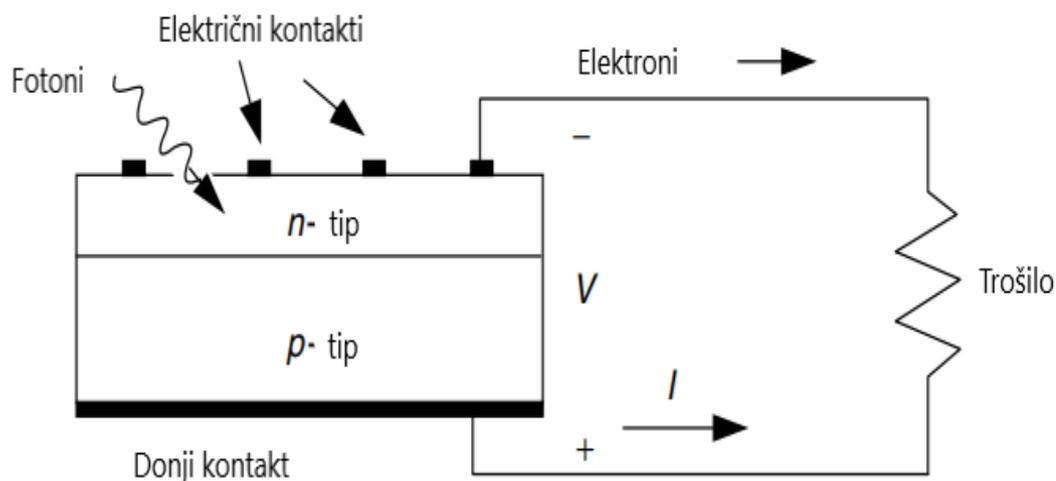 Električni kontakti
Fotoni
Elektroni
–
n- tip
V
Trošilo
p- tip
I
+
Donji kontakt